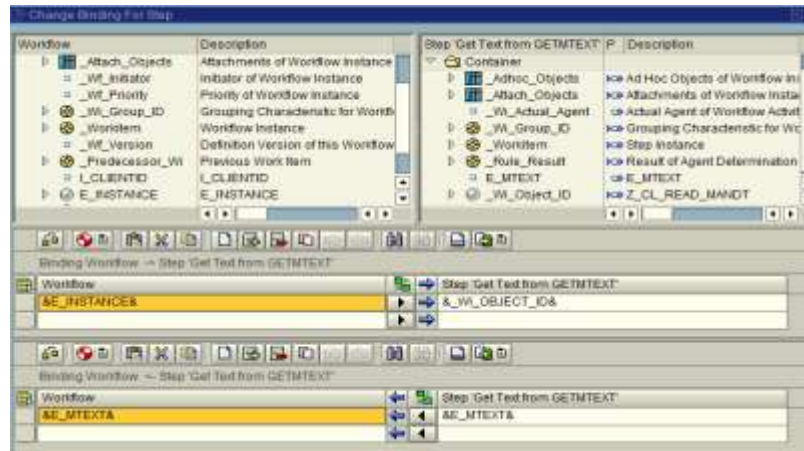 Change Binding For Step
Workflow Description
_Attach_Objects Attachments of Workflow Instance
_Wf_Initiator Initiator of Workflow Instance
_Wf_Priority Priority of Workflow Instance
_Wi_Group_ID Grouping Characteristic for Workfl
_Workitem Workflow Instance
_Wf_Version Definition Version of this Workflow
_Predecessor_Wi Previous Work Item
I_CLIENTID I_CLIENTID
E_INSTANCE E_INSTANCE
Step 'Get Text from GETMTEXT' P Description
Container
_Adhoc_Objects Ad Hoc Objects of Workflow Ins
_Attach_Objects Attachments of Workflow Instan
_Wi_Actual_Agent Actual Agent of Workflow Activit
_Wi_Group_ID Grouping Characteristic for Wo
_Workitem Step Instance
_Rule_Result Result of Agent Determination
E_MTEXT E_MTEXT
_Wi_Object_ID Z_CL_READ_MANDT
Binding Workflow -> Step 'Get Text from GETMTEXT'
Workflow Step 'Get Text from GETMTEXT'
&E_INSTANCE& &_WI_OBJECT_ID&
Binding Workflow <- Step 'Get Text from GETMTEXT'
Workflow Step 'Get Text from GETMTEXT'
&E_MTEXT& &E_MTEXT&